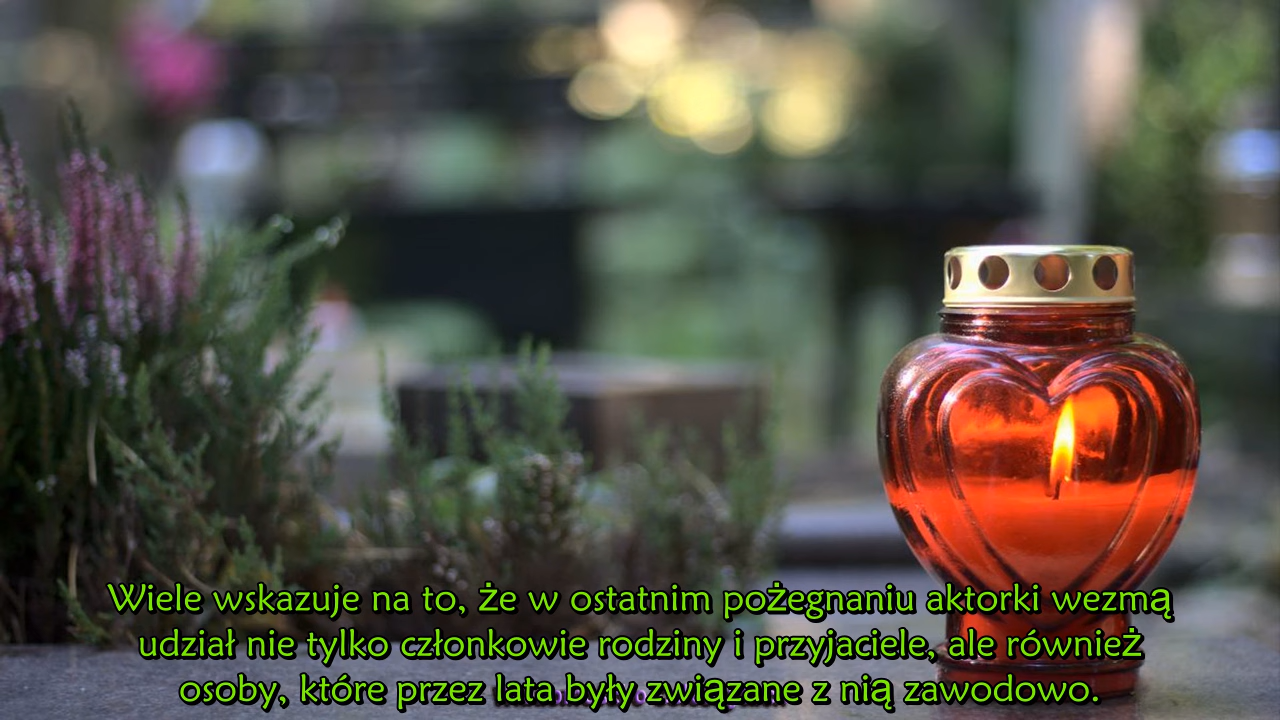 Wiele wskazuje na to, że w ostatnim pożegnaniu aktorki wezmą
udział nie tylko członkowie rodziny i przyjaciele, ale również
osoby, które przez lata były związane z nią zawodowo.